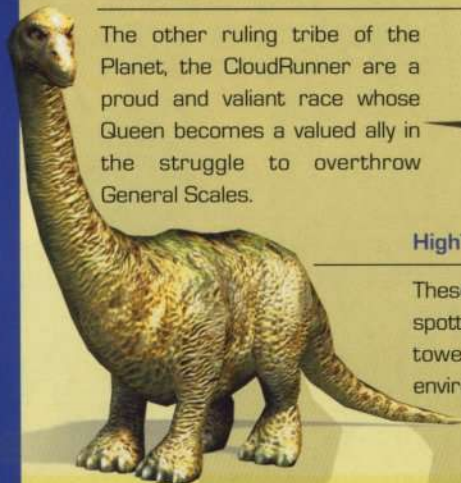 The other ruling tribe of the
Planet, the CloudRunner are a
proud and valiant race whose
Queen becomes a valued ally in
the struggle to overthrow
General Scales.
High
These
spott
towe
envir